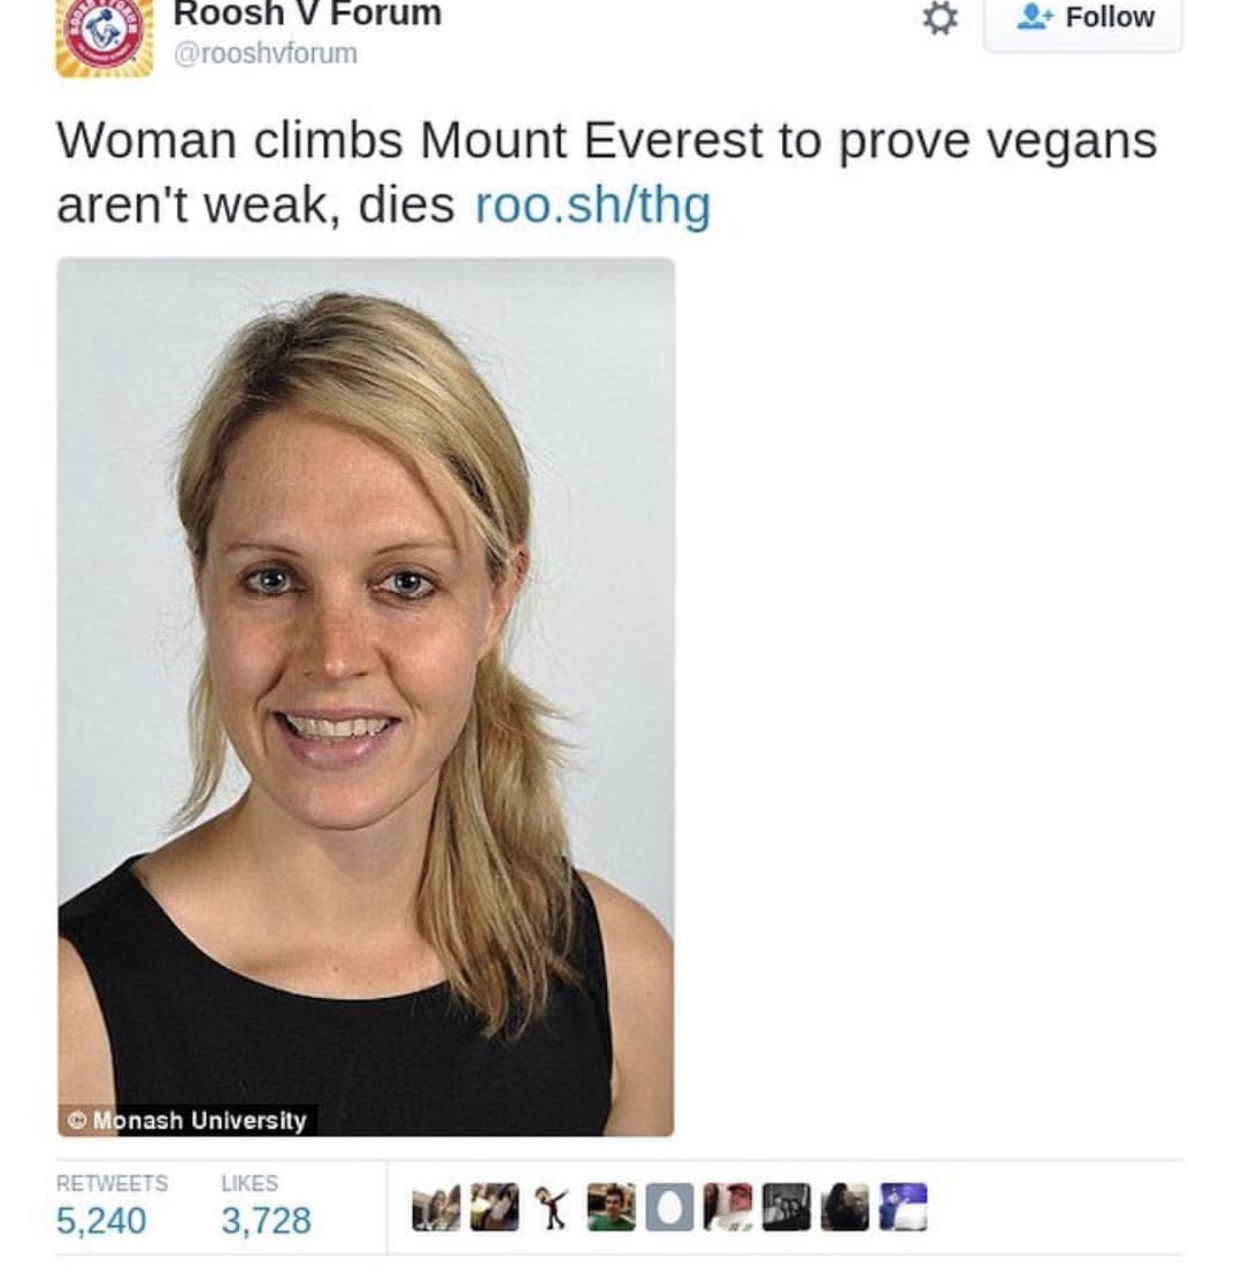 Roosh V Forum
@rooshvforum
Follow
Woman climbs Mount Everest to prove vegans
aren't weak, dies roo.sh/thg
© Monash University
RETWEETS LIKES
5,240 3,728